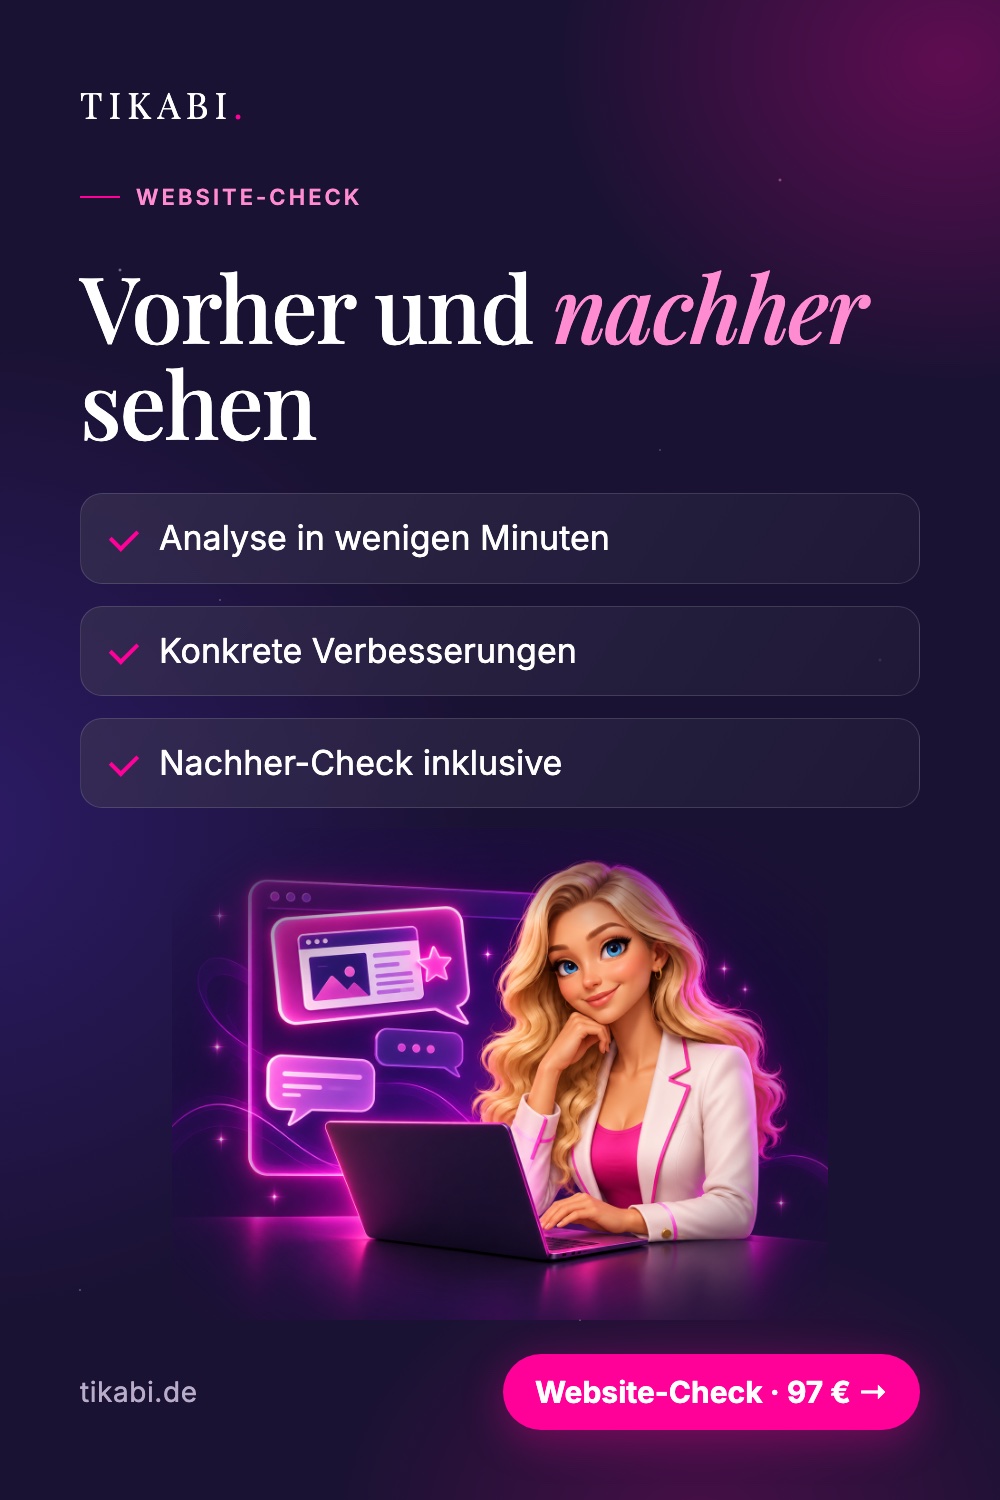 TIKABI.
WEBSITE-CHECK
Vorher und nachher
sehen
Analyse in wenigen Minuten
Konkrete Verbesserungen
Nachher-Check inklusive
tikabi.de
Website-Check · 97 € →